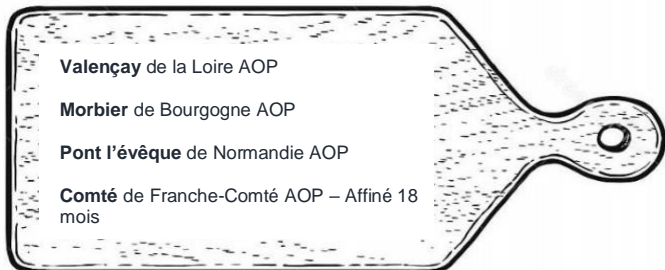 Valençay de la Loire AOP
Morbier de Bourgogne AOP
Pont l’évêque de Normandie AOP
Comté de Franche-Comté AOP – Affiné 18
mois